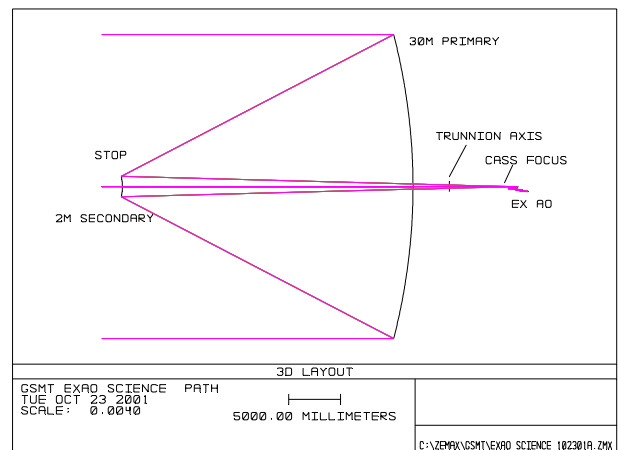 30M PRIMARY
TRUNNION AXIS
STOP
CASS FOCUS
EX AO
2M SECONDARY
3D LAYOUT
GSMT EXAO SCIENCE PATH
TUE OCT 23 2001
SCALE: 0.0040
5000.00 MILLIMETERS
C:\ZEMAX\GSMT\EXAO SCIENCE 102301A.ZMX